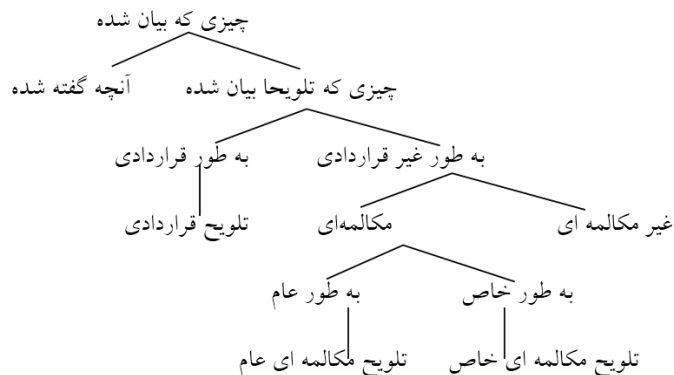 چیزی که بیان شده
چیزی که تلویحا بیان شده آنچه گفته شده
به طور غیر قراردادی به طور قراردادی
غیر مکالمه ای مکالمه‌ای تلویح قراردادی
به طور خاص به طور عام
تلویح مکالمه ای خاص تلویح مکالمه ای عام